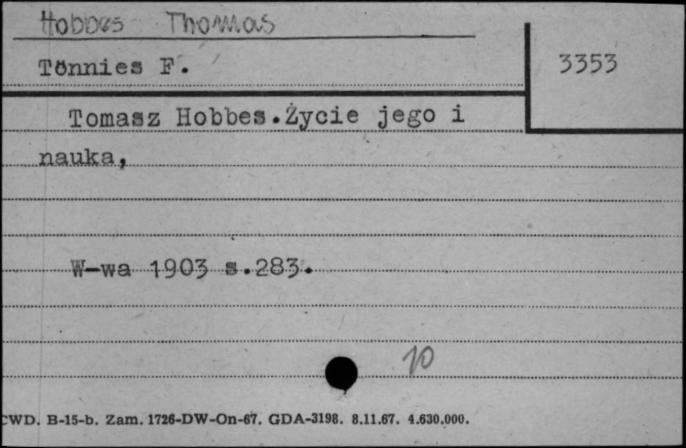 Hobbes Thomas
Tönnies F.
3353
Tomasz Hobbes.Życie jego i
nauka,
W-wa 1903 s.283.
10
CWD. B-15-b. Zam. 1726-DW-On-67. GDA-3198. 8.11.67. 4.630.000.